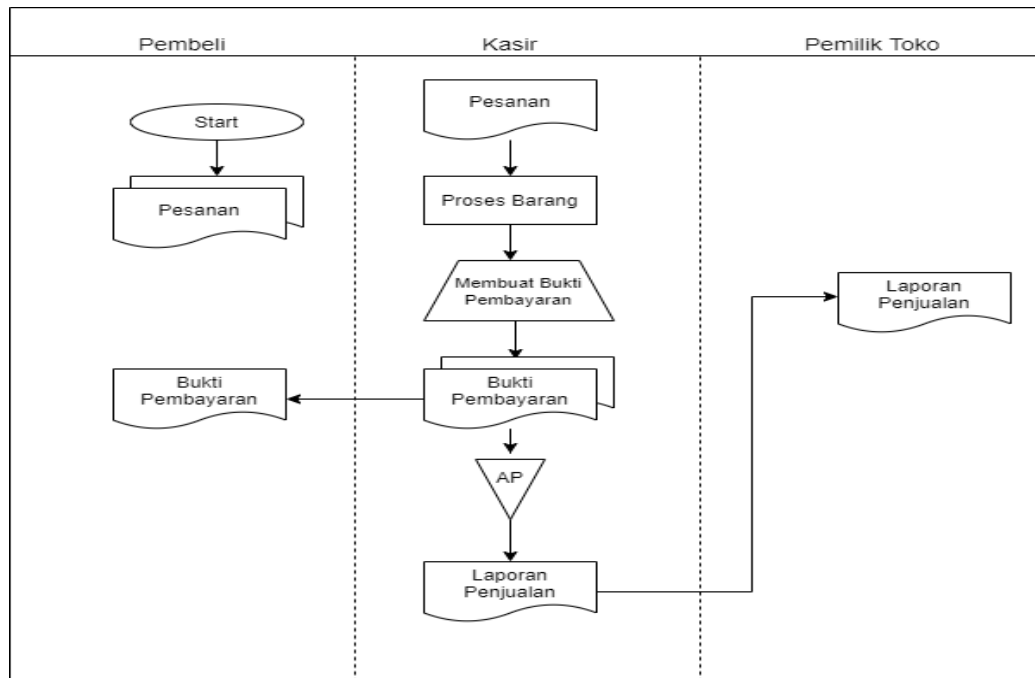 Pembeli
Kasir
Pemilik Toko
Start
Pesanan
Pesanan
Proses Barang
Membuat Bukti
Pembayaran
Laporan
Penjualan
Bukti
Pembayaran
Bukti
Pembayaran
AP
Laporan
Penjualan